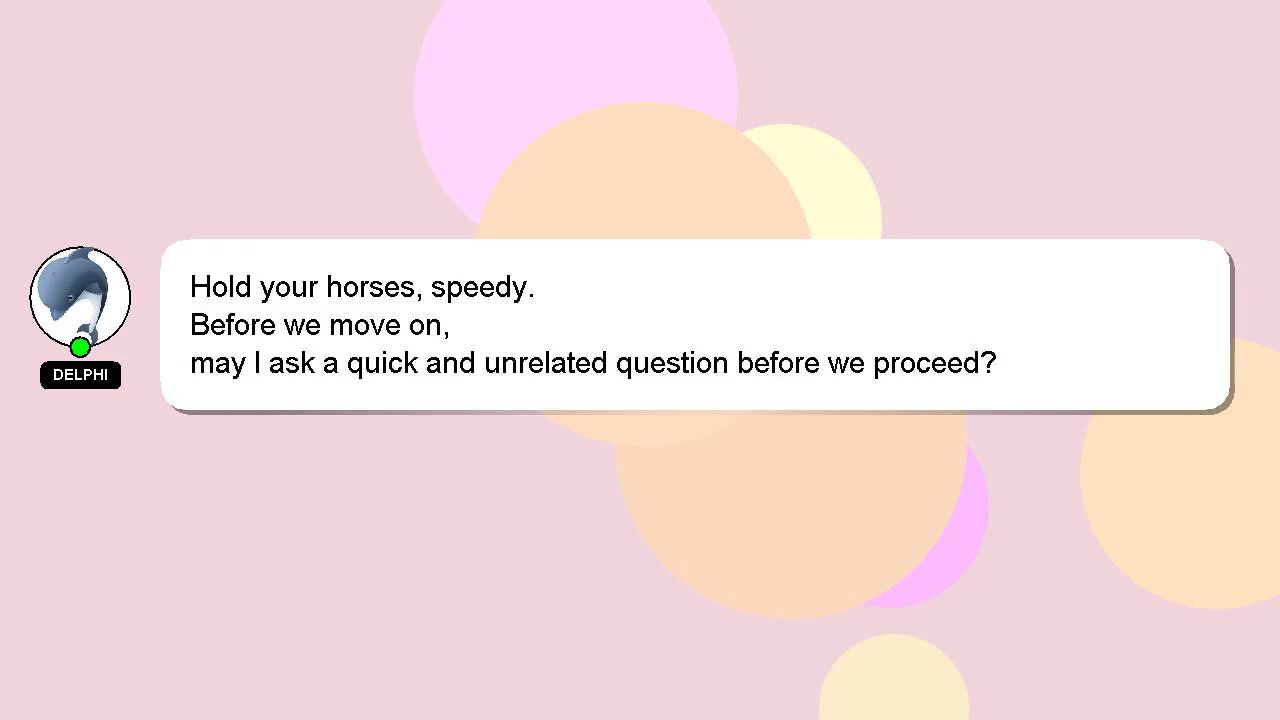 Hold your horses, speedy.
Before we move on,
may I ask a quick and unrelated question before we proceed?
DELPHI